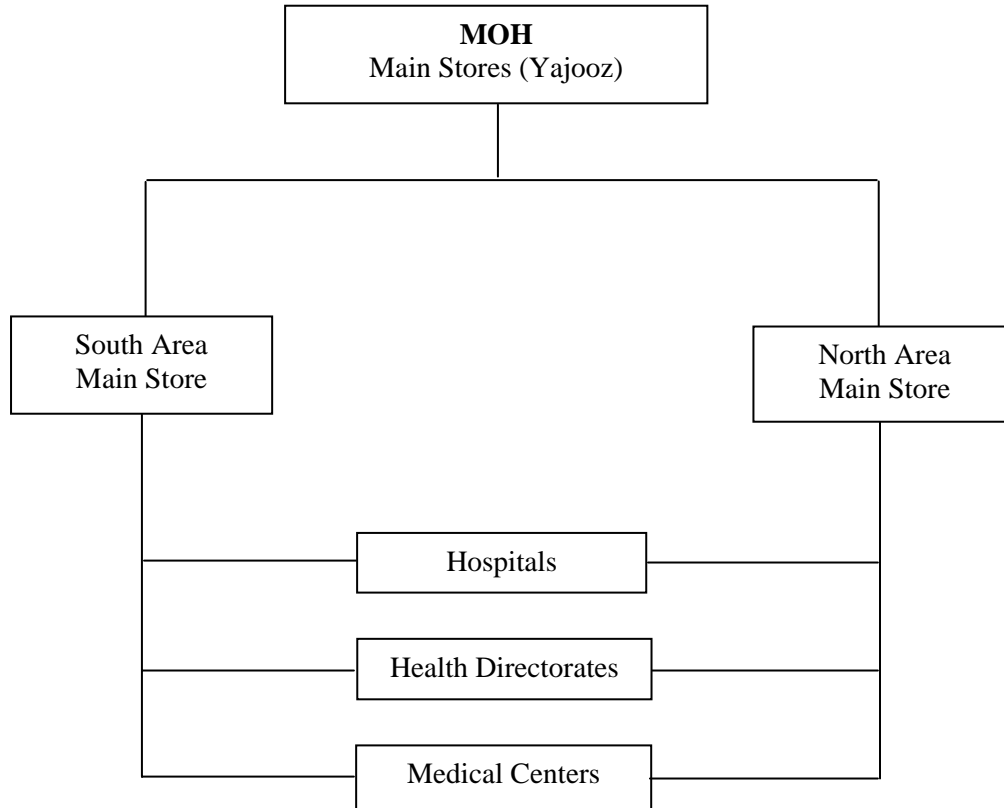 MOH
Main Stores (Yajooz)
South Area
Main Store
North Area
Main Store
Hospitals
Health Directorates
Medical Centers